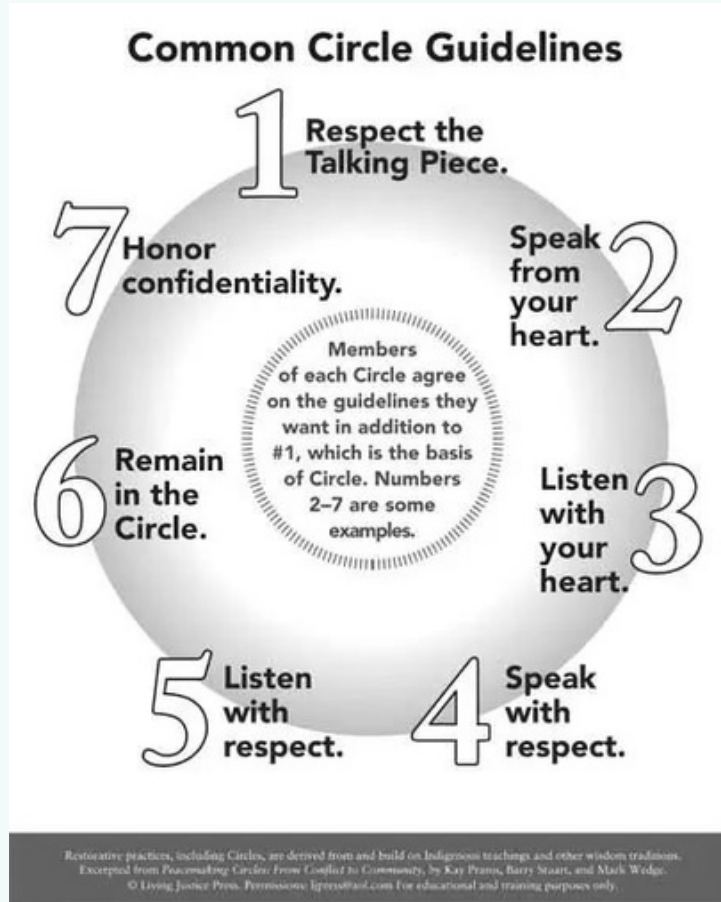 Common Circle Guidelines
1
Respect the
Talking Piece.
2
Speak
from
your
heart.
3
Listen
with
your
heart.
4
Speak
with
respect.
5
Listen
with
respect.
6
Remain
in the
Circle.
7
Honor
confidentiality.
Members
of each Circle agree
on the guidelines they
want in addition to
#1, which is the basis
of Circle. Numbers
2–7 are some
examples.
Restorative practices, including Circles, are derived from and build on Indigenous teachings and other wisdom traditions.
Excerpted from Peacemaking Circles: From Conflict to Community, by Kay Pranis, Barry Stuart, and Mark Wedge.
© Living Justice Press. Permissions: ljpress@aol.com For educational and training purposes only.